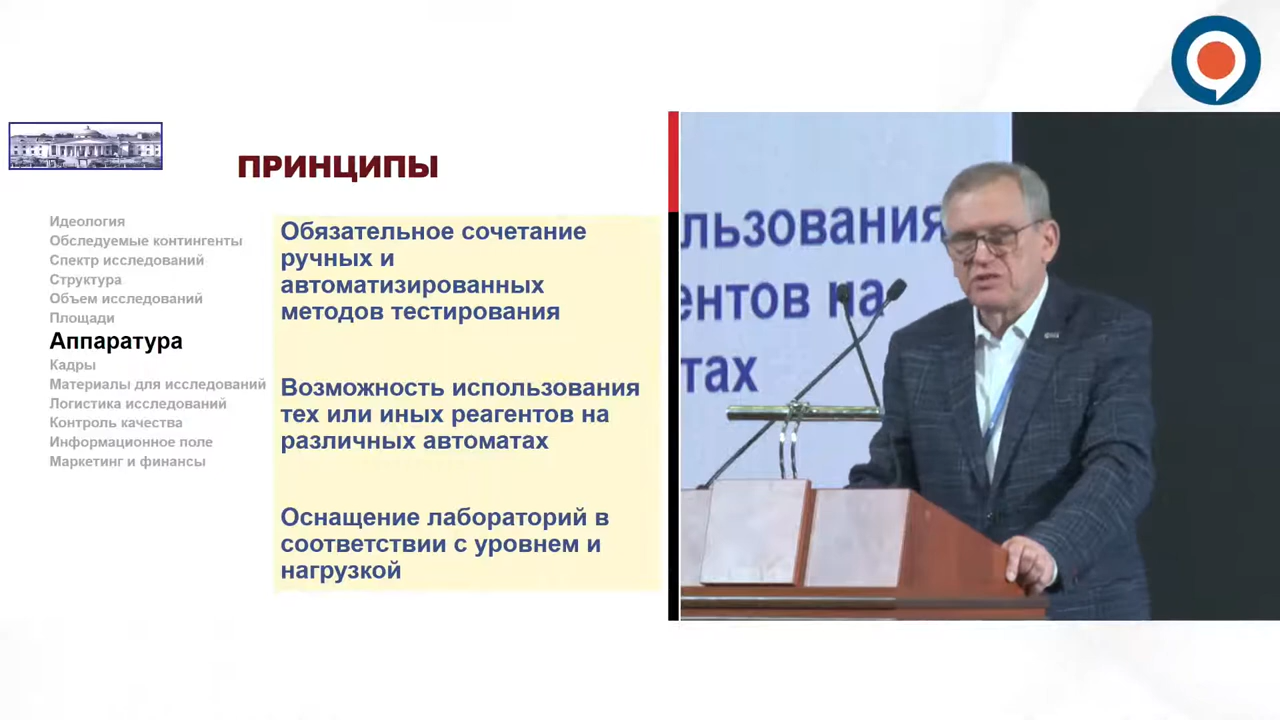 ПРИНЦИПЫ
Идеология
Обследуемые контингенты
Спектр исследований
Структура
Объем исследований
Площади
Аппаратура
Кадры
Материалы для исследований
Логистика исследований
Контроль качества
Информационное поле
Маркетинг и финансы
Обязательное сочетание
ручных и
автоматизированных
методов тестирования
Возможность использования
тех или иных реагентов на
различных автоматах
Оснащение лабораторий в
соответствии с уровнем и
нагрузкой
льзования
ентов на
тах